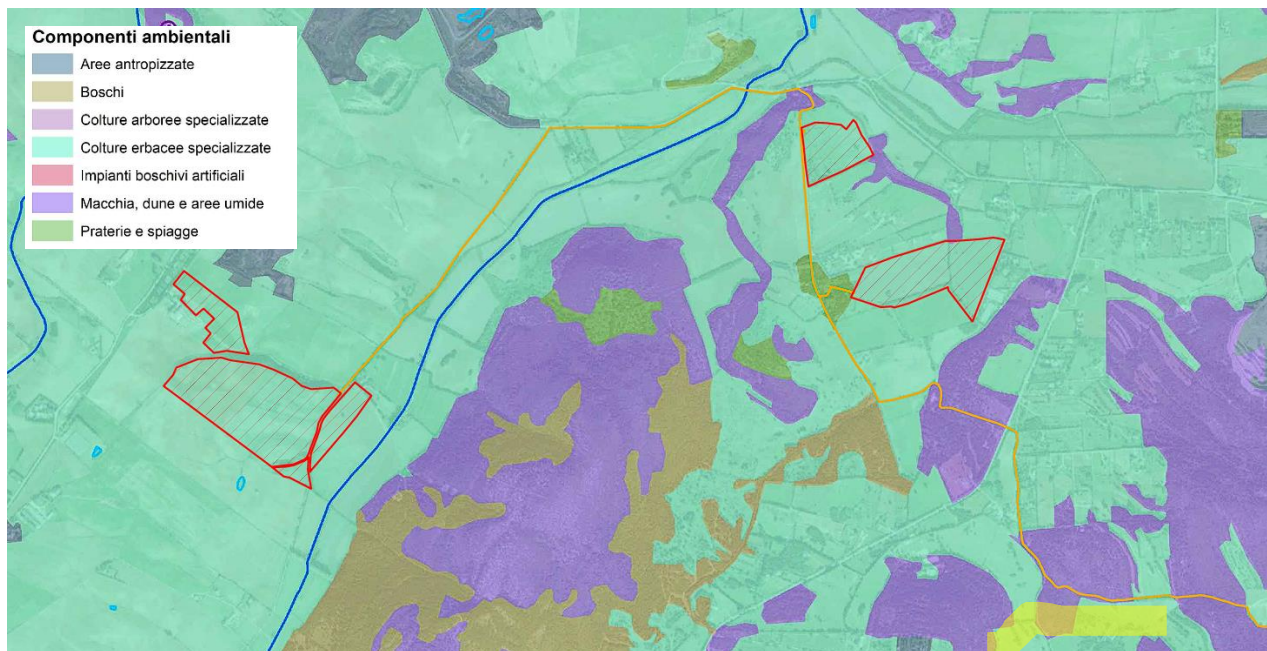 Componenti ambientali
Aree antropizzate
Boschi
Colture arboree specializzate
Colture erbacee specializzate
Impianti boschivi artificiali
Macchia, dune e aree umide
Praterie e spiagge